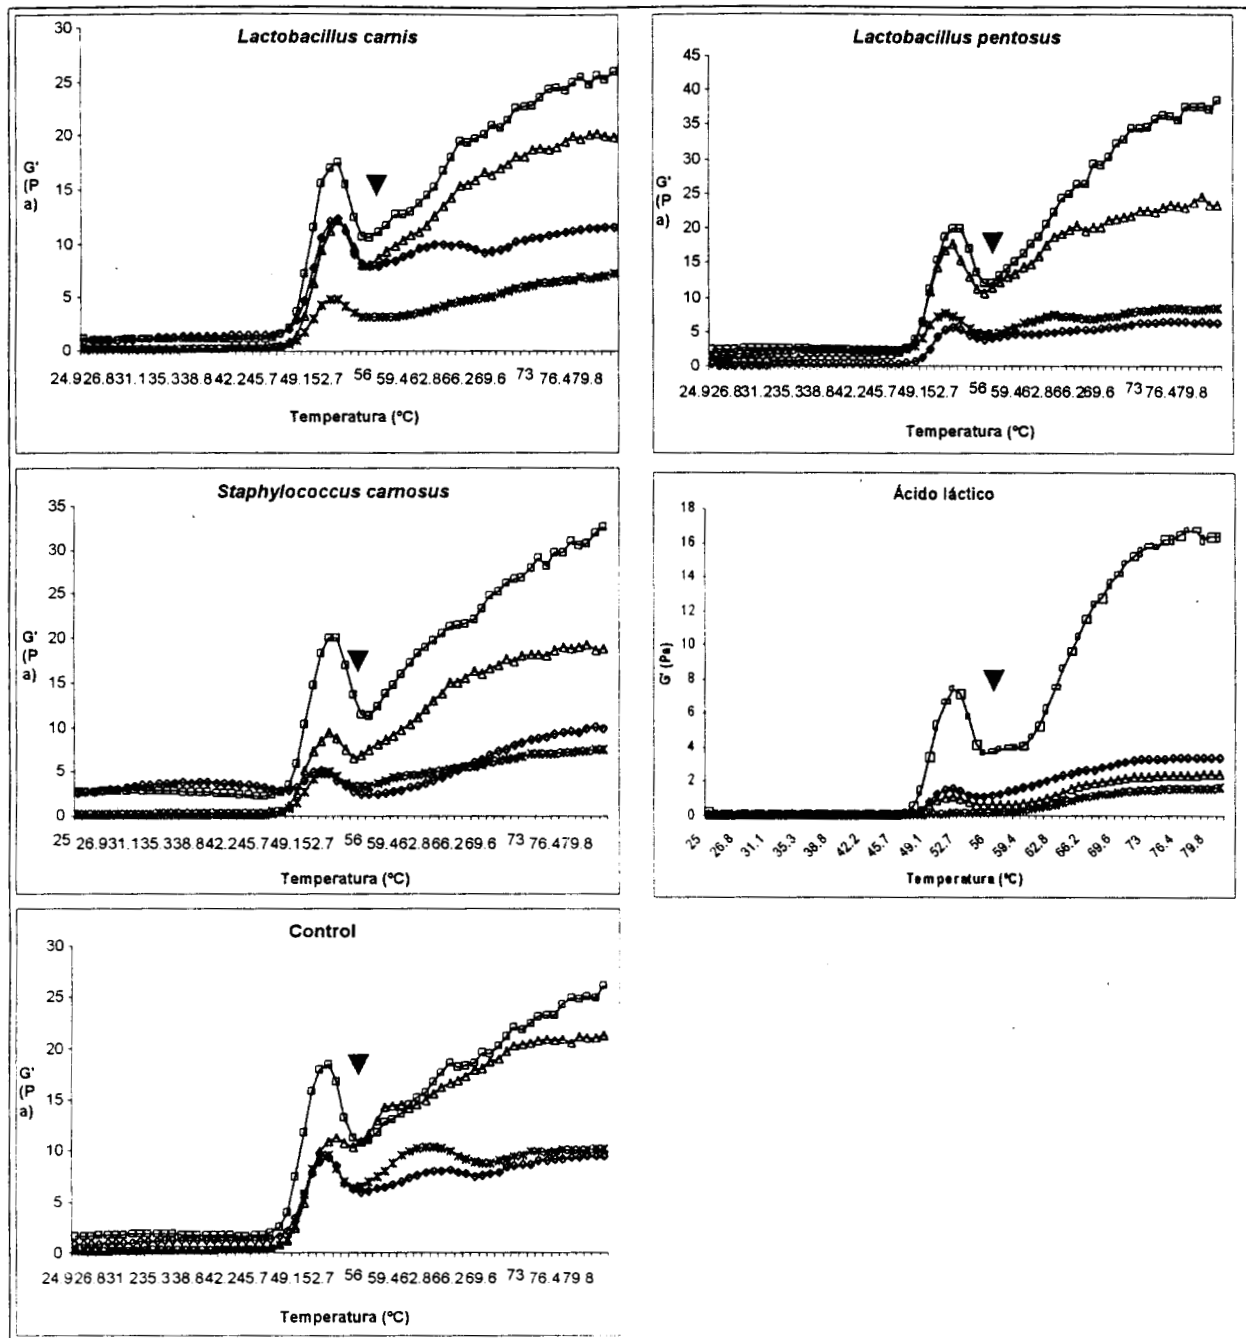 Lactobacillus carnis
30
25
20
15
10
5
0
G'
(P
a)
24.926.831.135.338.842.245.749.152.7 56 59.462.866.269.6 73 76.479.8
Temperatura (ºC)
Lactobacillus pentosus
45
40
35
30
25
20
15
10
5
0
G'
(P
a)
24.926.831.235.338.842.245.749.152.7 56 59.462.866.269.6 73 76.479.8
Temperatura (ºC)
Staphylococcus carnosus
35
30
25
20
15
10
5
0
G'
(P
a)
25 26.931.135.338.842.245.749.152.7 56 59.462.866.269.6 73 76.479.8
Temperatura (ºC)
Ácido láctico
18
16
14
12
10
8
6
4
2
0
G' (Pa)
25 26.8 31.1 35.3 38.8 42.2 45.7 49.1 52.7 56 59.4 62.8 66.2 69.6 73 76.4 79.8
Temperatura (ºC)
Control
30
25
20
15
10
5
0
G'
(P
a)
24 926.831 235.338.842.245.749.152.7 56 59.462.866.269.6 73 76.479.8
Temperatura (ºC)